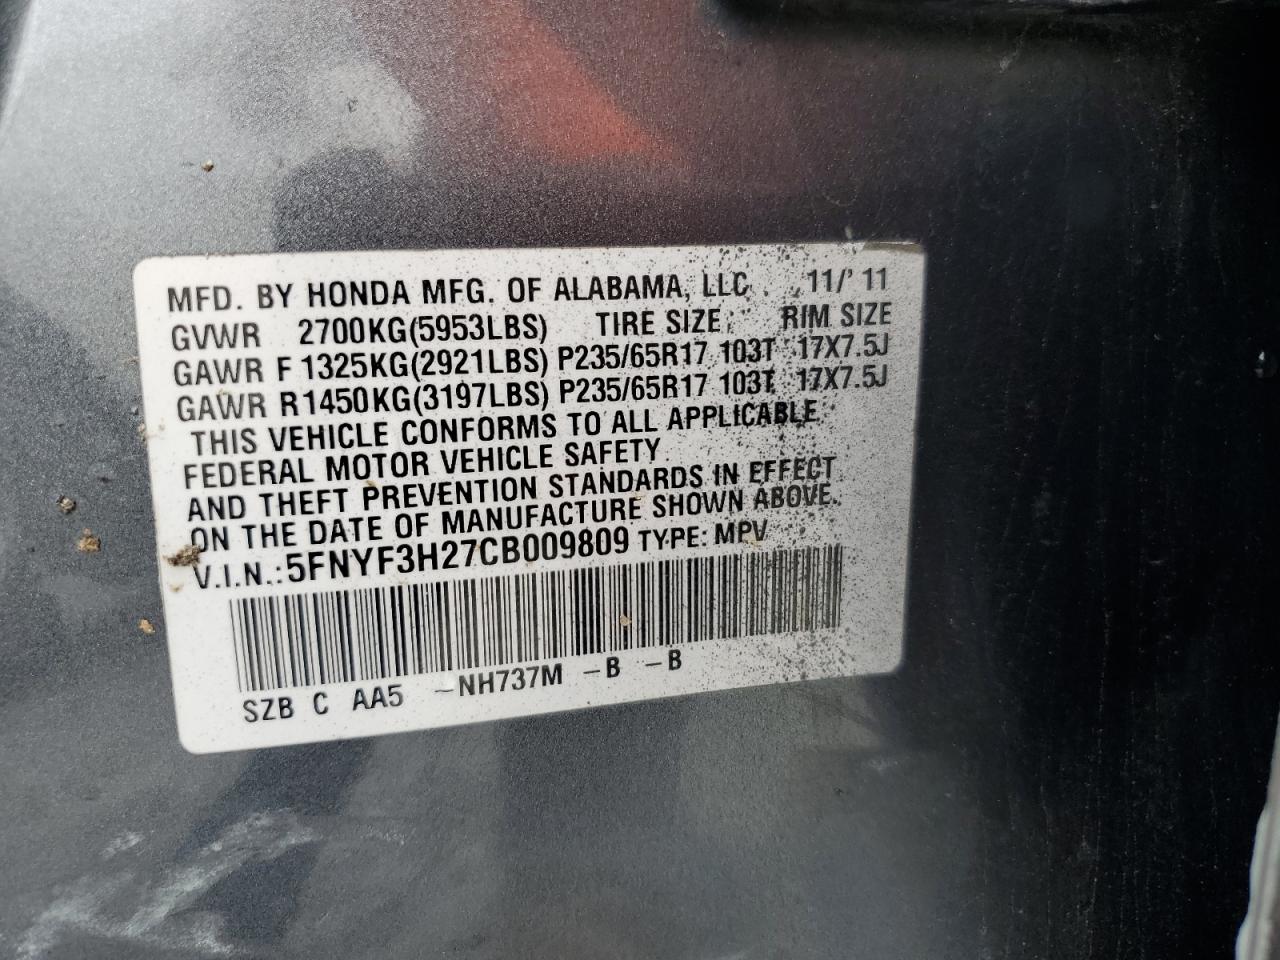 MFD. BY HONDA MFG. OF ALABAMA, LLC 11/'11
GVWR 2700KG(5953LBS) TIRE SIZE RIM SIZE
GAWR F 1325KG(2921LBS) P235/65R17 103T 17X7.5J
GAWR R1450KG(3197LBS) P235/65R17 103T 17X7.5J
THIS VEHICLE CONFORMS TO ALL APPLICABLE
FEDERAL MOTOR VEHICLE SAFETY
AND THEFT PREVENTION STANDARDS IN EFFECT
ON THE DATE OF MANUFACTURE SHOWN ABOVE.
V.I.N.:5FNYF3H27CB009809 TYPE: MPV
SZB C AA5 -NH737M -B -B